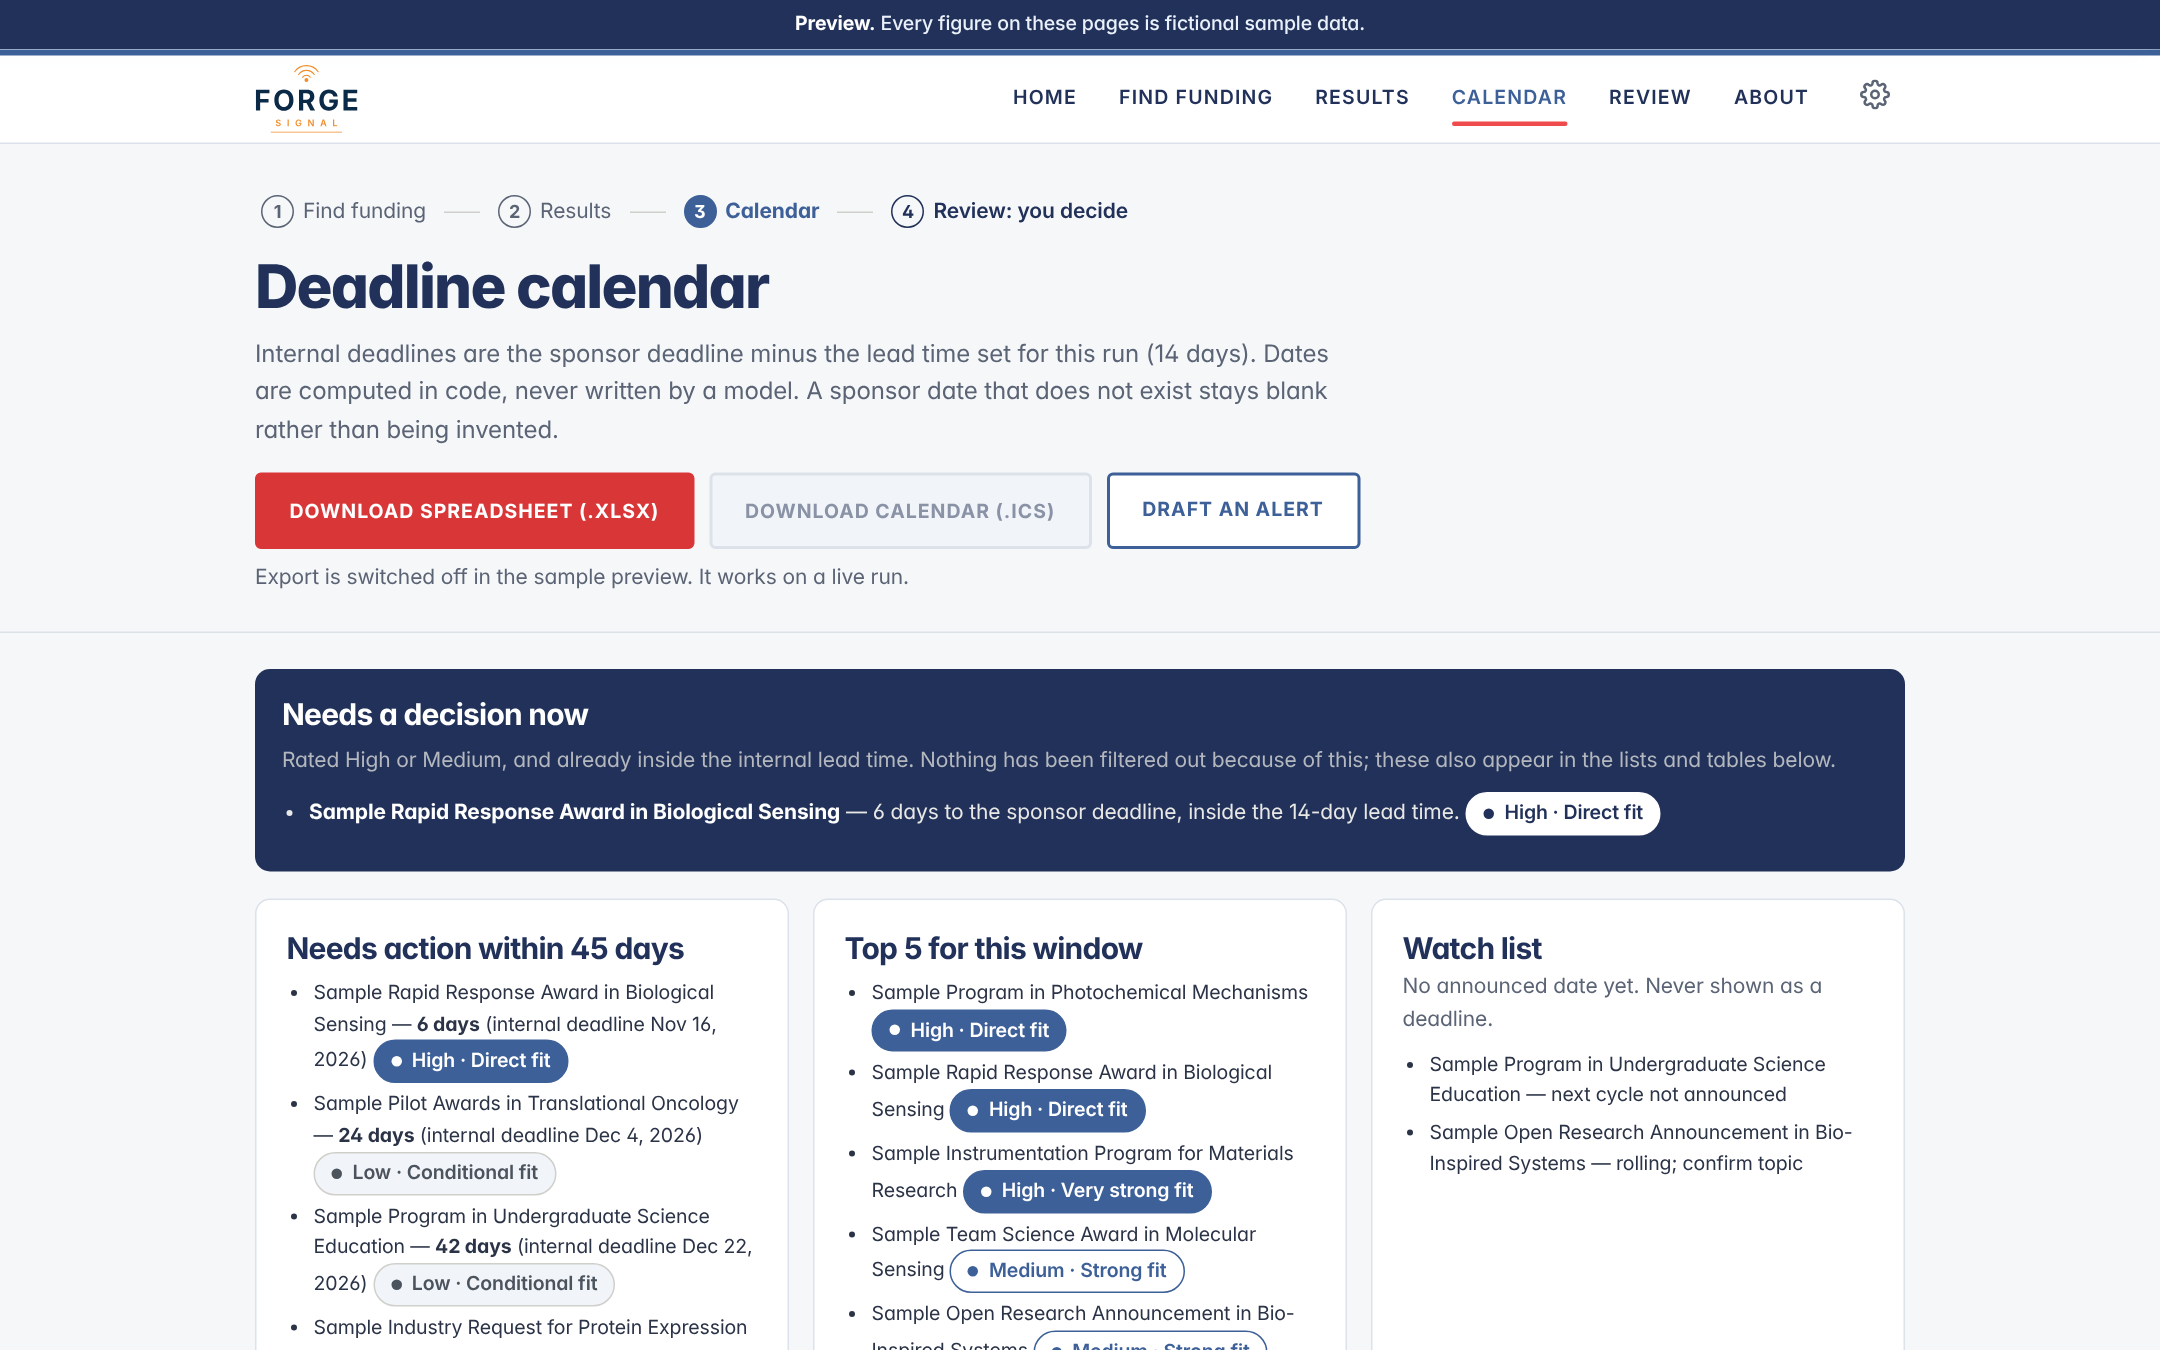 Preview. Every figure on these pages is fictional sample data.
FORGE
SIGNAL
HOME
FIND FUNDING
RESULTS
CALENDAR
REVIEW
ABOUT
1 Find funding
2 Results
3 Calendar
4 Review: you decide
Deadline calendar
Internal deadlines are the sponsor deadline minus the lead time set for this run (14 days). Dates
are computed in code, never written by a model. A sponsor date that does not exist stays blank
rather than being invented.
DOWNLOAD SPREADSHEET (.XLSX)
DOWNLOAD CALENDAR (.ICS)
DRAFT AN ALERT
Export is switched off in the sample preview. It works on a live run.
Needs a decision now
Rated High or Medium, and already inside the internal lead time. Nothing has been filtered out because of this; these also appear in the lists and tables below.
• Sample Rapid Response Award in Biological Sensing — 6 days to the sponsor deadline, inside the 14-day lead time. • High · Direct fit
Needs action within 45 days
• Sample Rapid Response Award in Biological
Sensing — 6 days (internal deadline Nov 16,
2026) • High · Direct fit
• Sample Pilot Awards in Translational Oncology
— 24 days (internal deadline Dec 4, 2026)
• Low · Conditional fit
• Sample Program in Undergraduate Science
Education — 42 days (internal deadline Dec 22,
2026) • Low · Conditional fit
• Sample Industry Request for Protein Expression
Top 5 for this window
• Sample Program in Photochemical Mechanisms
• High · Direct fit
• Sample Rapid Response Award in Biological
Sensing • High · Direct fit
• Sample Instrumentation Program for Materials
Research • High · Very strong fit
• Sample Team Science Award in Molecular
Sensing • Medium · Strong fit
• Sample Open Research Announcement in Bio-
Inspired Systems • Medium · Strong fit
Watch list
No announced date yet. Never shown as a
deadline.
• Sample Program in Undergraduate Science
Education — next cycle not announced
• Sample Open Research Announcement in Bio-
Inspired Systems — rolling; confirm topic